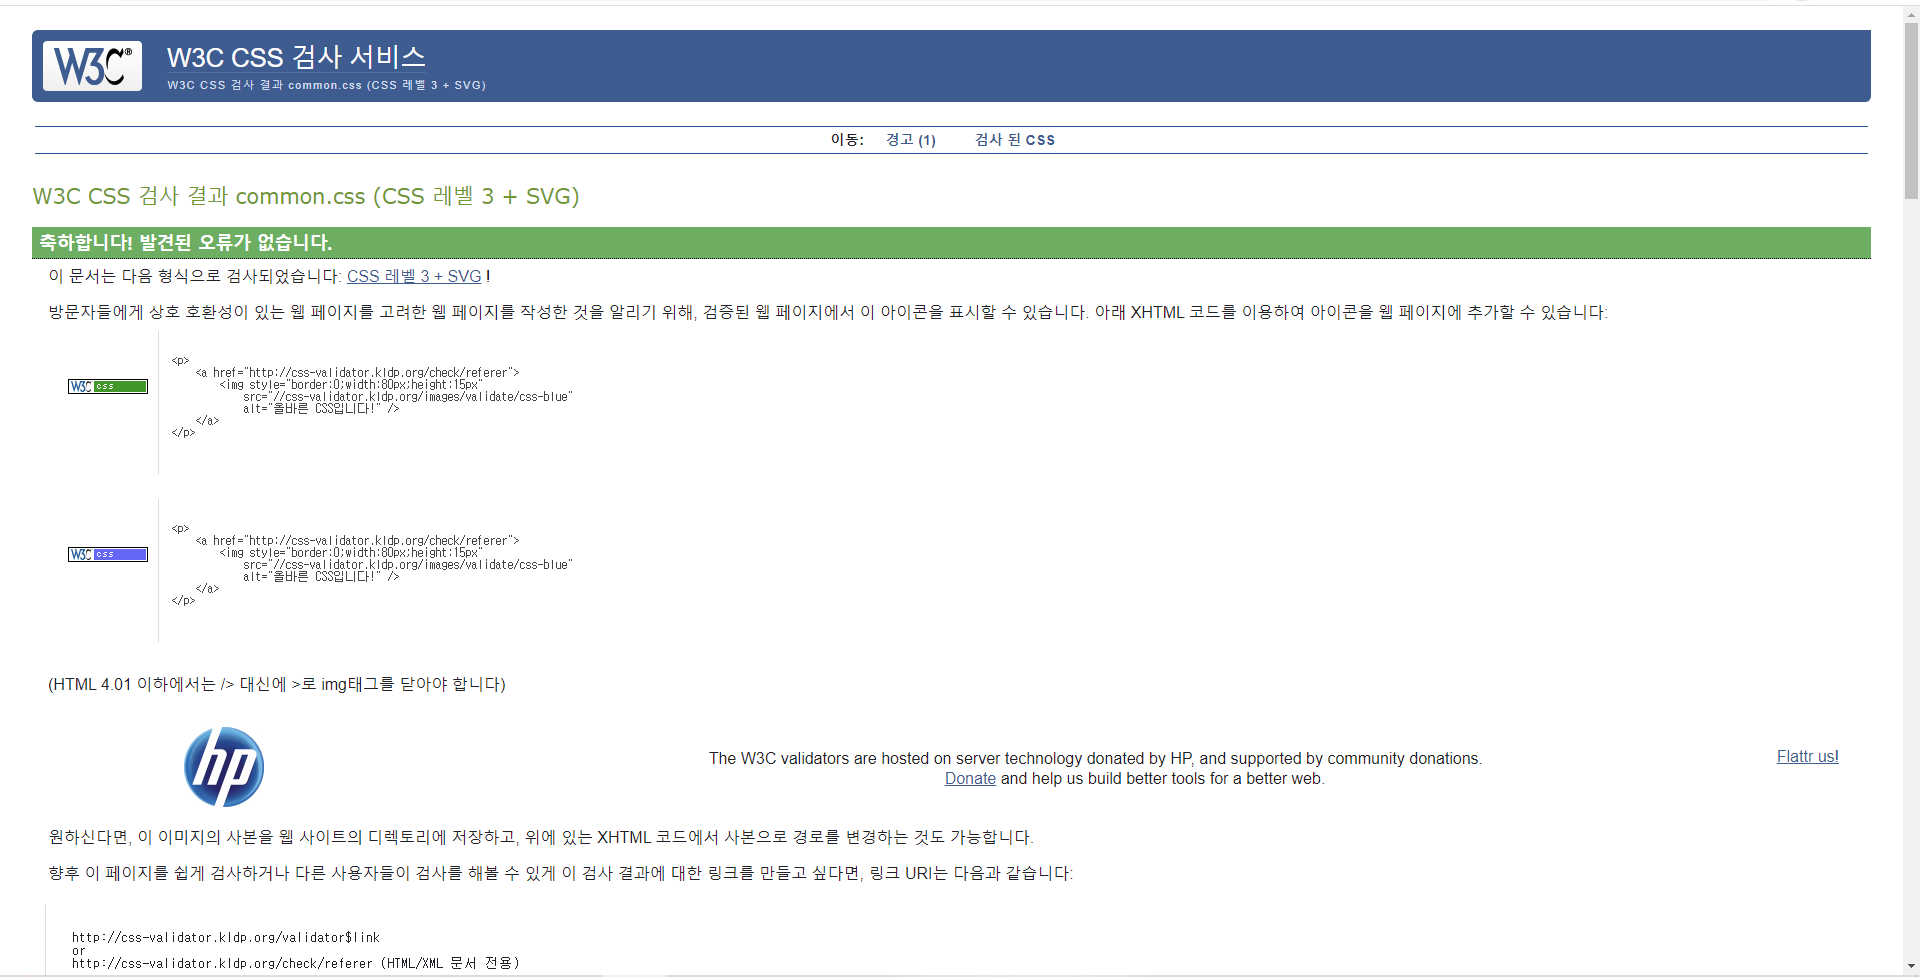 W3C®
W3C CSS 검사 서비스
W3C CSS 검사 결과 common.css (CSS 레벨 3 + SVG)
이동: 경고 (1) 검사 된 CSS
W3C CSS 검사 결과 common.css (CSS 레벨 3 + SVG)
축하합니다! 발견된 오류가 없습니다.
이 문서는 다음 형식으로 검사되었습니다: CSS 레벨 3 + SVG !
방문자들에게 상호 호환성이 있는 웹 페이지를 고려한 웹 페이지를 작성한 것을 알리기 위해, 검증된 웹 페이지에서 이 아이콘을 표시할 수 있습니다. 아래 XHTML 코드를 이용하여 아이콘을 웹 페이지에 추가할 수 있습니다:
W3C css
<p>
<a href="http://css-validator.kldp.org/check/referer">
<img style="border:0;width:80px;height:15px"
src="//css-validator.kldp.org/images/validate/css-blue"
alt="올바른 CSS입니다!" />
</a>
</p>
W3C css
<p>
<a href="http://css-validator.kldp.org/check/referer">
<img style="border:0;width:80px;height:15px"
src="//css-validator.kldp.org/images/validate/css-blue"
alt="올바른 CSS입니다!" />
</a>
</p>
(HTML 4.01 이하에서는 /> 대신에 >로 img태그를 닫아야 합니다)
hp
The W3C validators are hosted on server technology donated by HP, and supported by community donations.
Donate and help us build better tools for a better web.
Flattr us!
원하신다면, 이 이미지의 사본을 웹 사이트의 디렉토리에 저장하고, 위에 있는 XHTML 코드에서 사본으로 경로를 변경하는 것도 가능합니다.
향후 이 페이지를 쉽게 검사하거나 다른 사용자들이 검사를 해볼 수 있게 이 검사 결과에 대한 링크를 만들고 싶다면, 링크 URI는 다음과 같습니다:
http://css-validator.kldp.org/validator$link
or
http://css-validator.kldp.org/check/referer (HTML/XML 문서 전용)